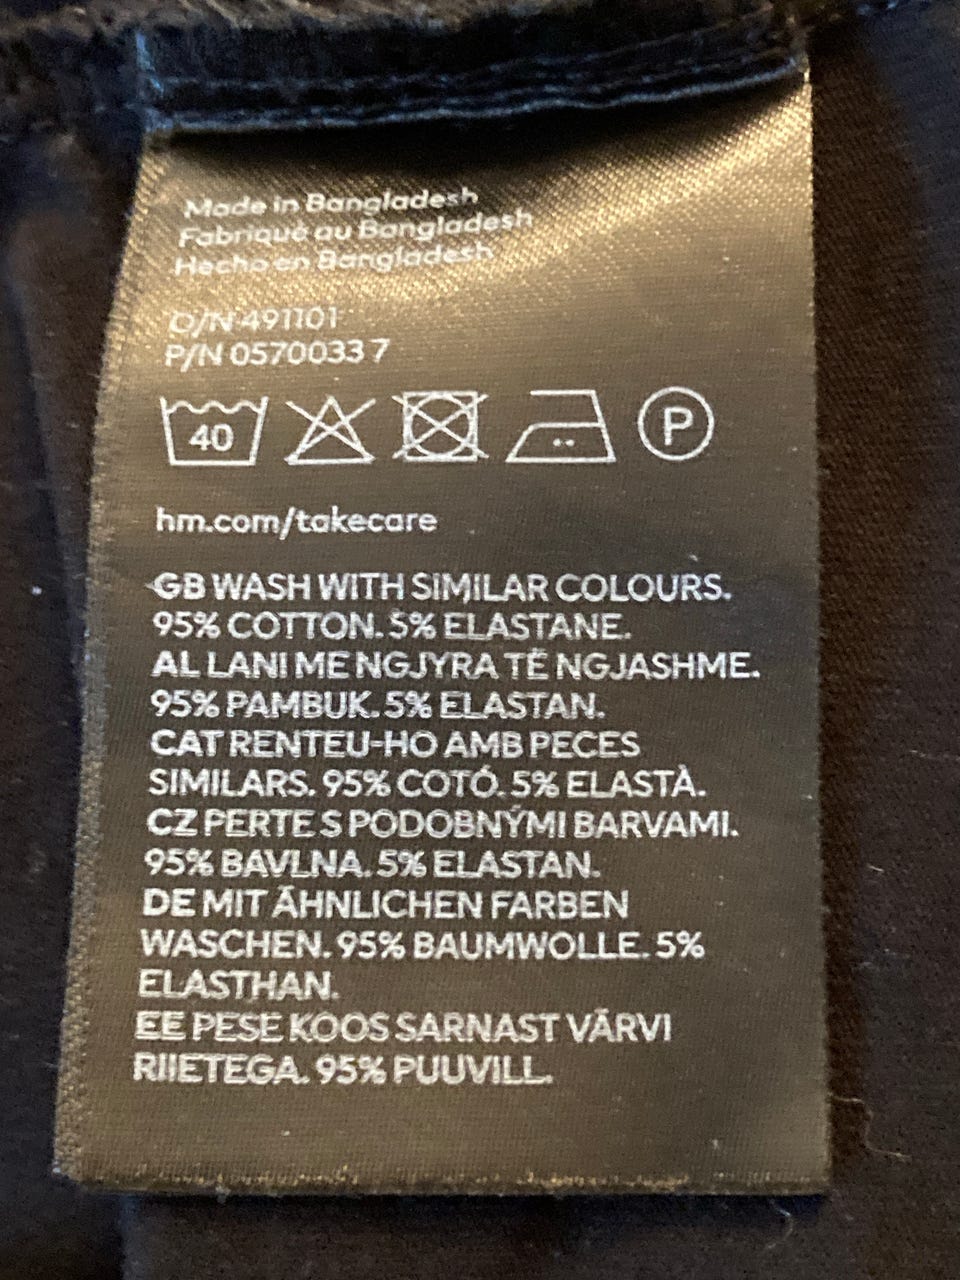 Made in Bangladesh
Fabriqué au Bangladesh
Hecho en Bangladesh
O/N 491101
P/N 0570033 7
40 P
hm.com/takecare
GB WASH WITH SIMILAR COLOURS.
95% COTTON. 5% ELASTANE.
AL LANI ME NGJYRA TË NGJASHME.
95% PAMBUK. 5% ELASTAN.
CAT RENTEU-HO AMB PECES
SIMILARS. 95% COTÓ. 5% ELASTÀ.
CZ PERTE S PODOBNÝMI BARVAMI.
95% BAVLNA. 5% ELASTAN.
DE MIT ÄHNLICHEN FARBEN
WASCHEN. 95% BAUMWOLLE. 5%
ELASTHAN.
EE PESE KOOS SARNAST VÄRVI
RIIETEGA. 95% PUUVILL.